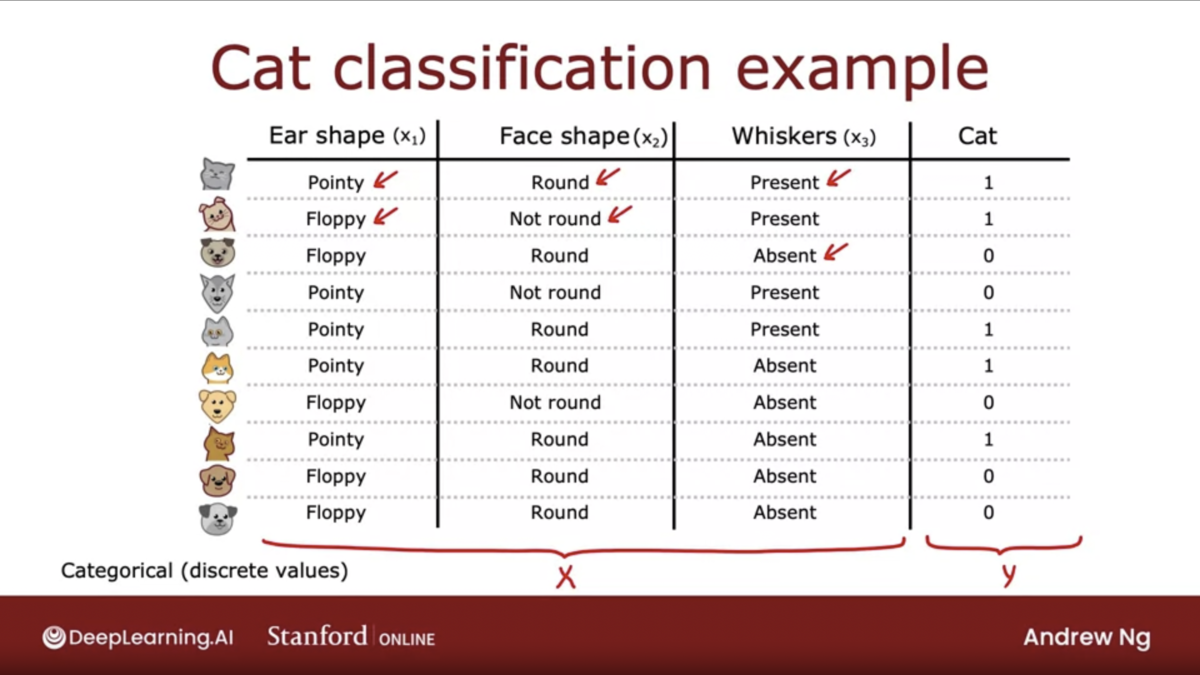 Cat classification example
Ear shape (x₁) Face shape (x₂) Whiskers (x₃) Cat
Pointy Round Present 1
Floppy Not round Present 1
Floppy Round Absent 0
Pointy Not round Present 0
Pointy Round Present 1
Pointy Round Absent 1
Floppy Not round Absent 0
Pointy Round Absent 1
Floppy Round Absent 0
Floppy Round Absent 0
Categorical (discrete values) X y
DeepLearning.AI Stanford ONLINE Andrew Ng